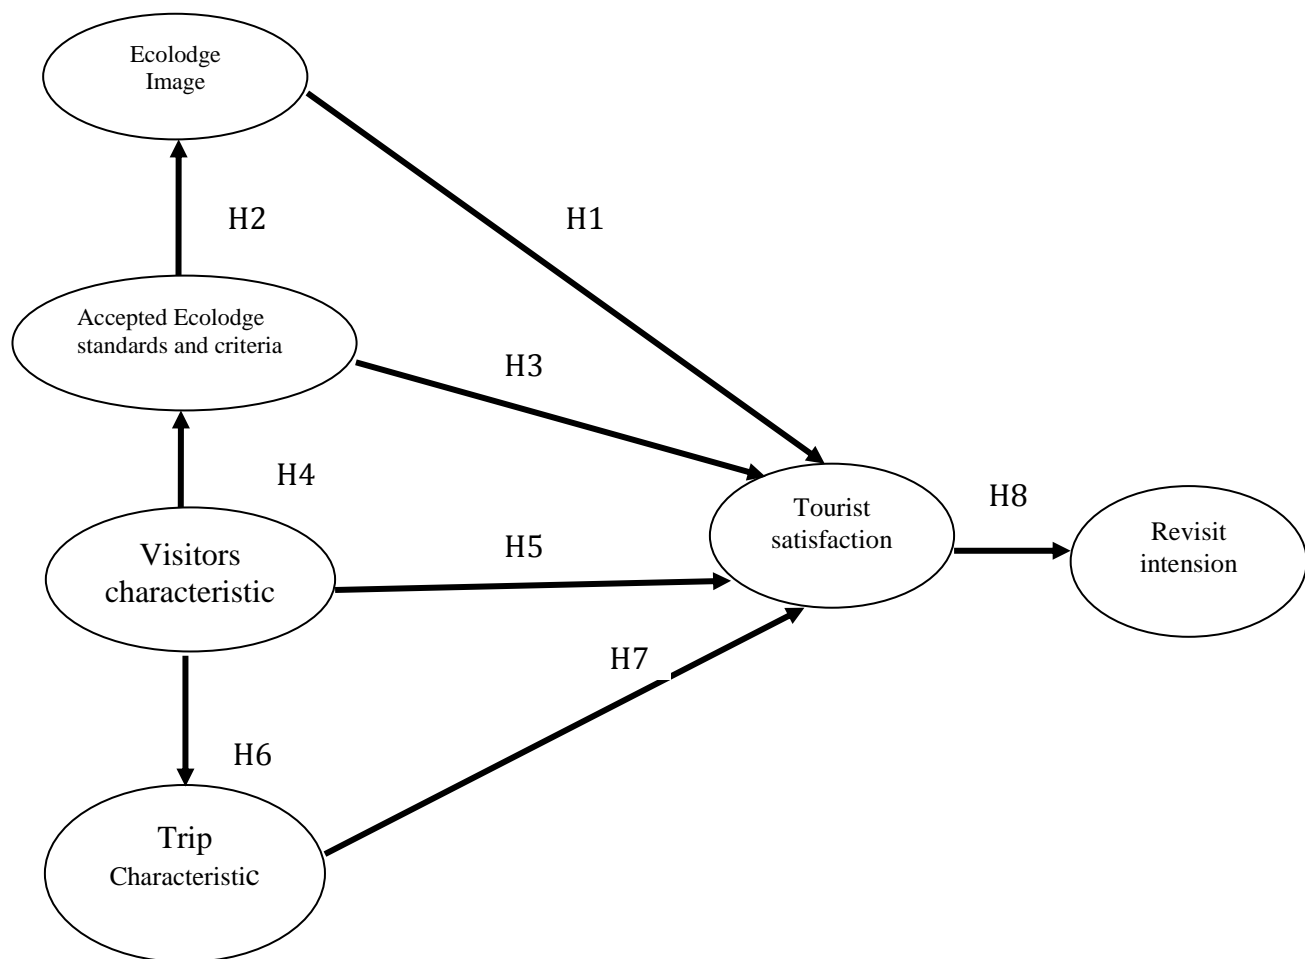 Ecolodge
Image
H2
H1
Accepted Ecolodge
standards and criteria
H3
H4
Visitors
characteristic
H5
Tourist
satisfaction
H8
Revisit
intension
H7
H6
Trip
Characteristic